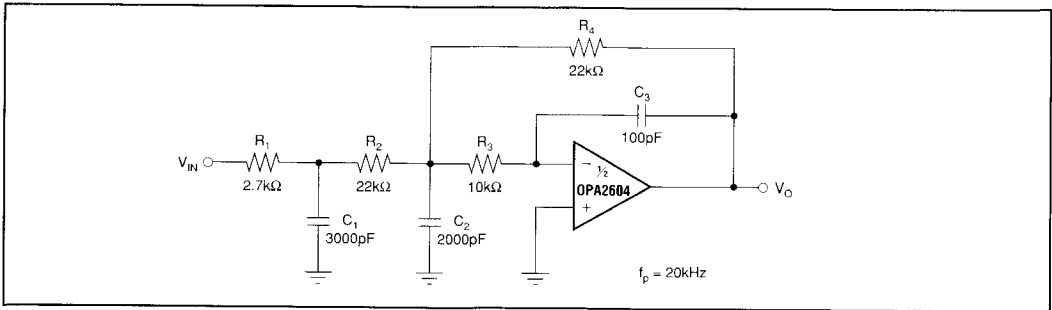 R4
22kΩ
C3
100pF
R1
R2
R3
VIN
2.7kΩ
22kΩ
10kΩ
− ½
OPA2604
+
VO
C1
3000pF
C2
2000pF
fp = 20kHz